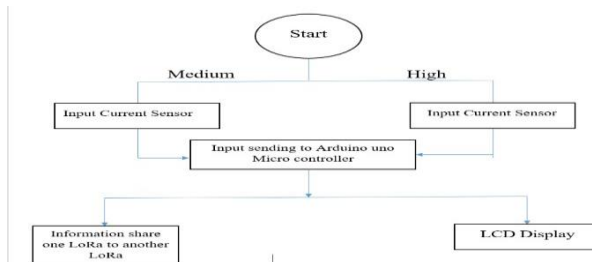 Start
Medium
High
Input Current Sensor
Input Current Sensor
Input sending to Arduino uno
Micro controller
Information share
one LoRa to another
LoRa
LCD Display